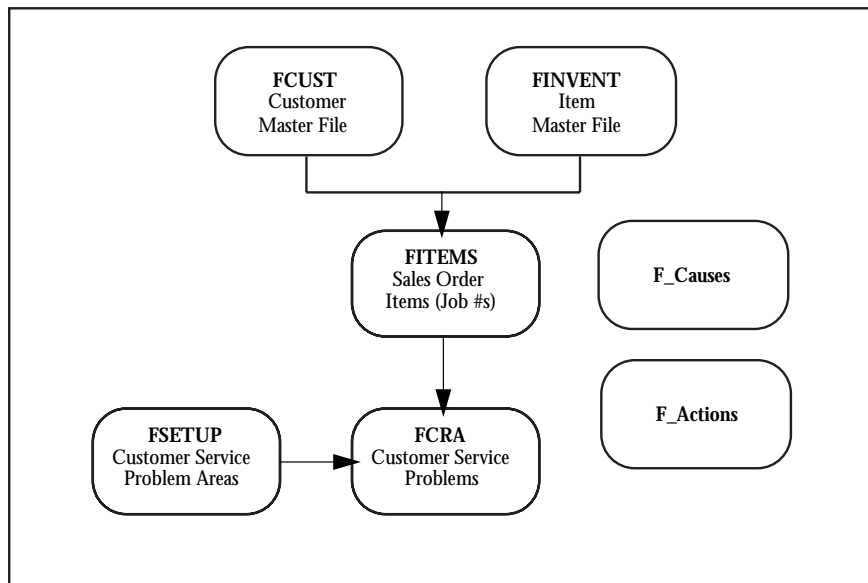 FCUST
Customer
Master File
FINVENT
Item
Master File
FITEMS
Sales Order
Items (Job #s)
F_Causes
F_Actions
FSETUP
Customer Service
Problem Areas
FCRA
Customer Service
Problems